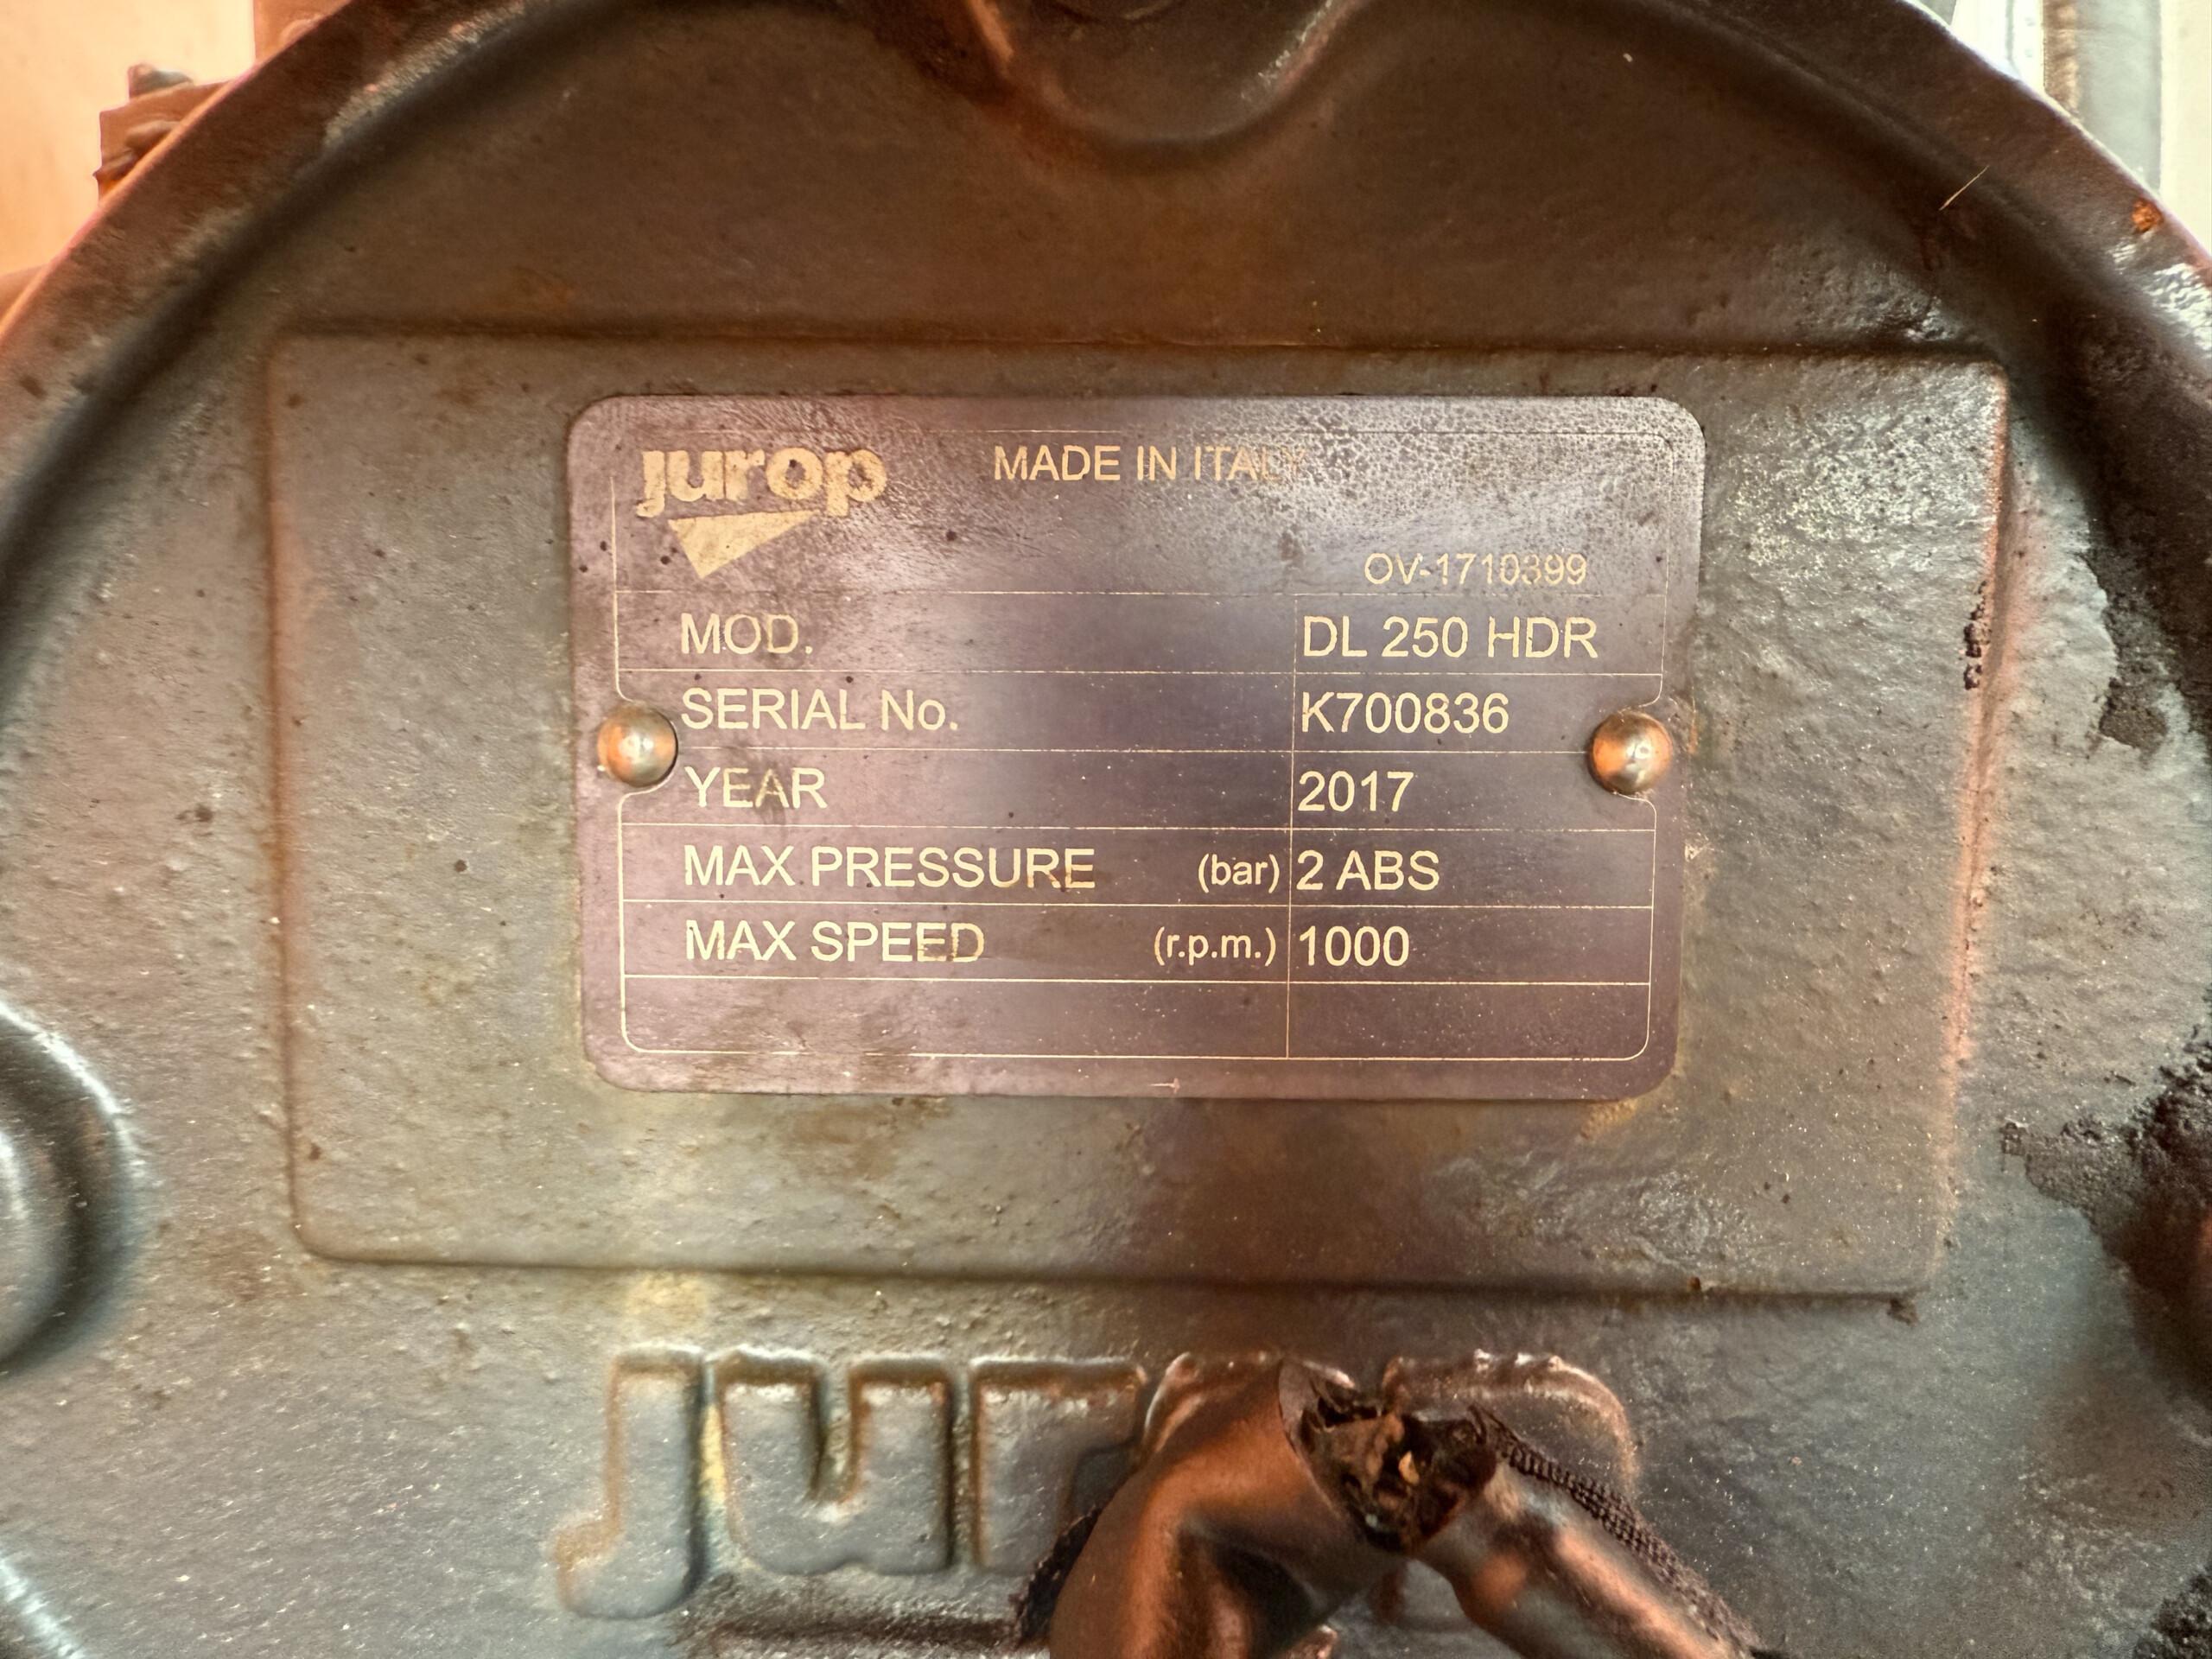 jurop MADE IN ITALY
OV-1710399
MOD. DL 250 HDR
SERIAL No. K700836
YEAR 2017
MAX PRESSURE (bar) 2 ABS
MAX SPEED (r.p.m.) 1000